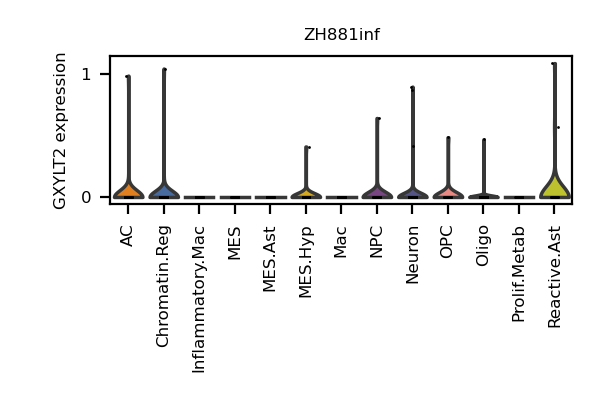 ZH881inf
GXYLT2 expression
1
0
AC
Chromatin.Reg
Inflammatory.Mac
MES
MES.Ast
MES.Hyp
Mac
NPC
Neuron
OPC
Oligo
Prolif.Metab
Reactive.Ast